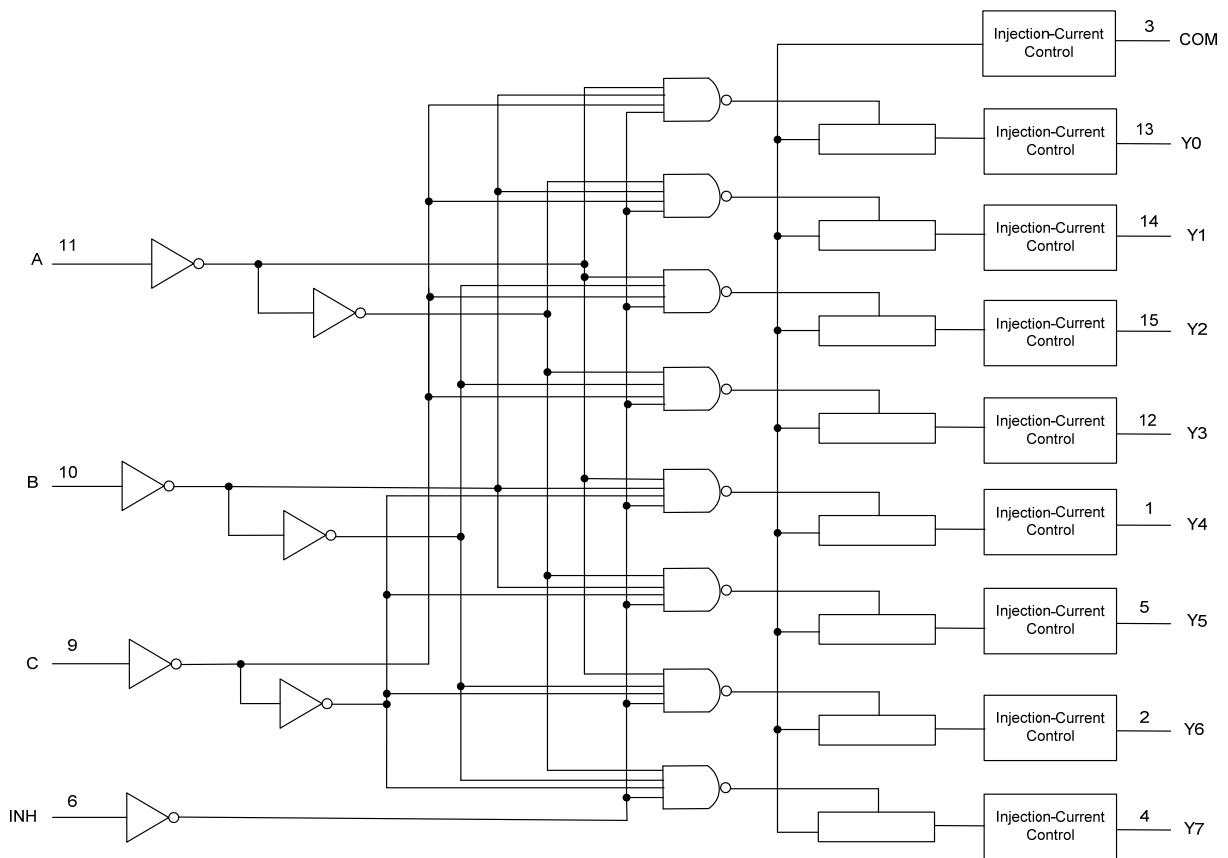 Injection-Current
Control
3
COM
Injection-Current
Control
13
Y0
Injection-Current
Control
14
Y1
A
11
Injection-Current
Control
15
Y2
Injection-Current
Control
12
Y3
B
10
Injection-Current
Control
1
Y4
Injection-Current
Control
5
Y5
C
9
Injection-Current
Control
2
Y6
INH
6
Injection-Current
Control
4
Y7